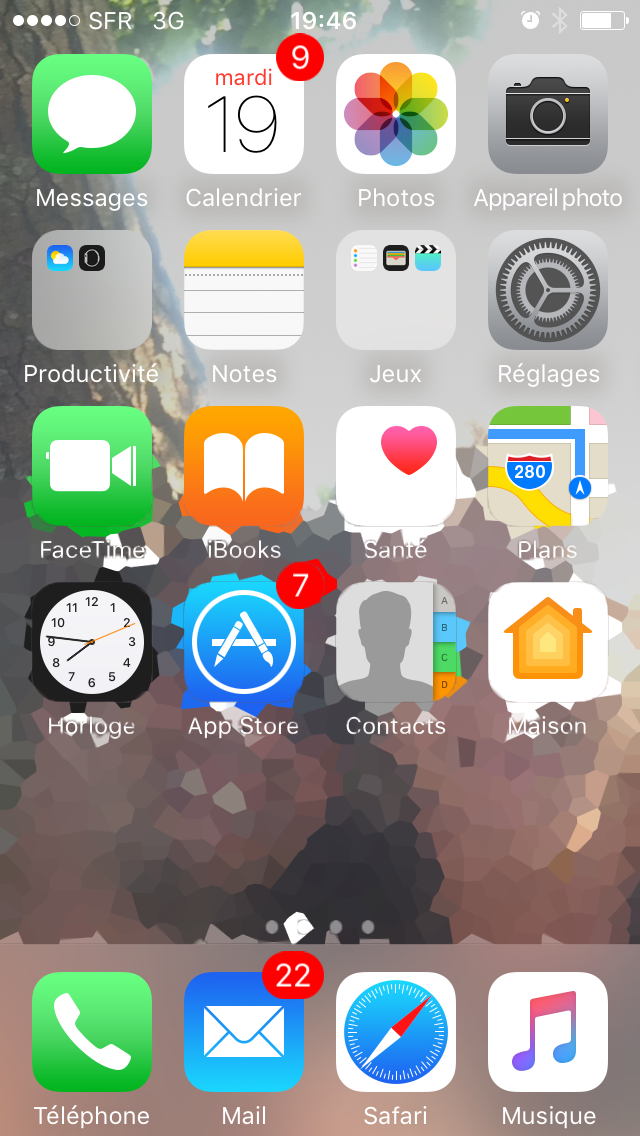 SFR 3G 19:46
9
mardi
19
Messages Calendrier Photos Appareil photo
Productivité Notes Jeux Réglages
280
FaceTime iBooks Santé Plans
7
12 1 2 3 4 5 6 7 8 9 10 11
A
B
C
D
Horloge App Store Contacts Maison
22
Téléphone Mail Safari Musique